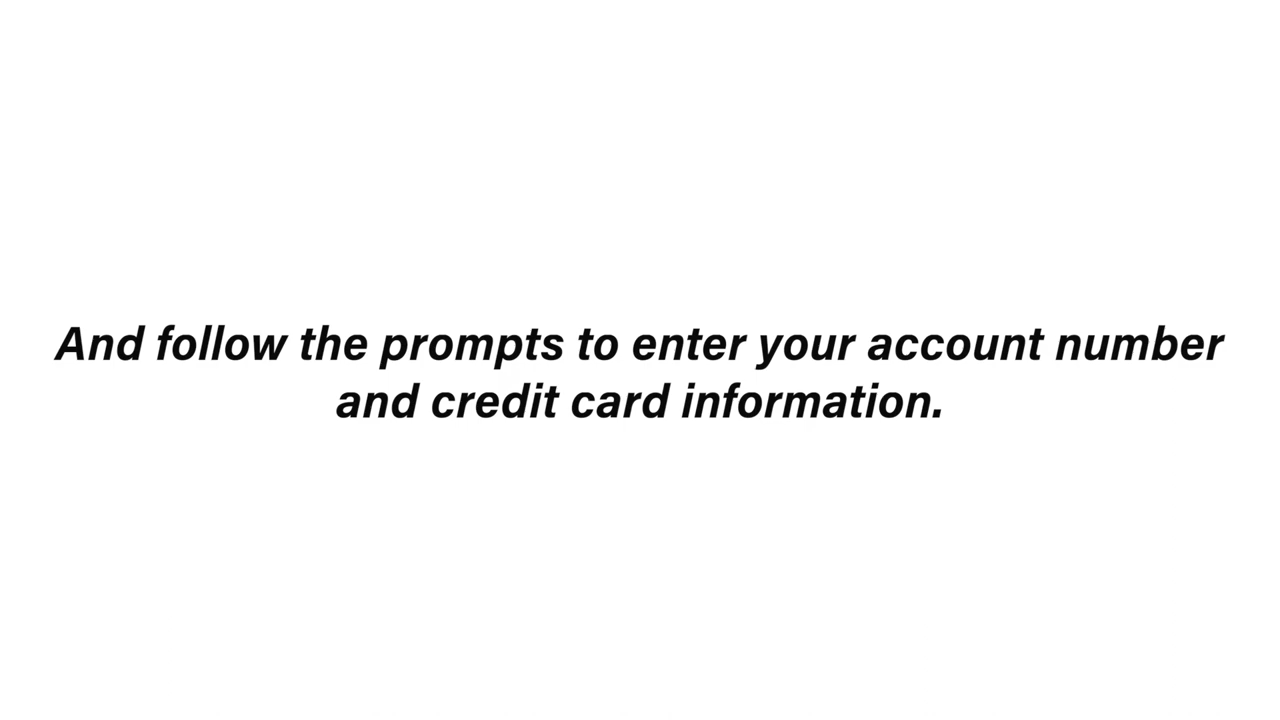 And follow the prompts to enter your account number
and credit card information.